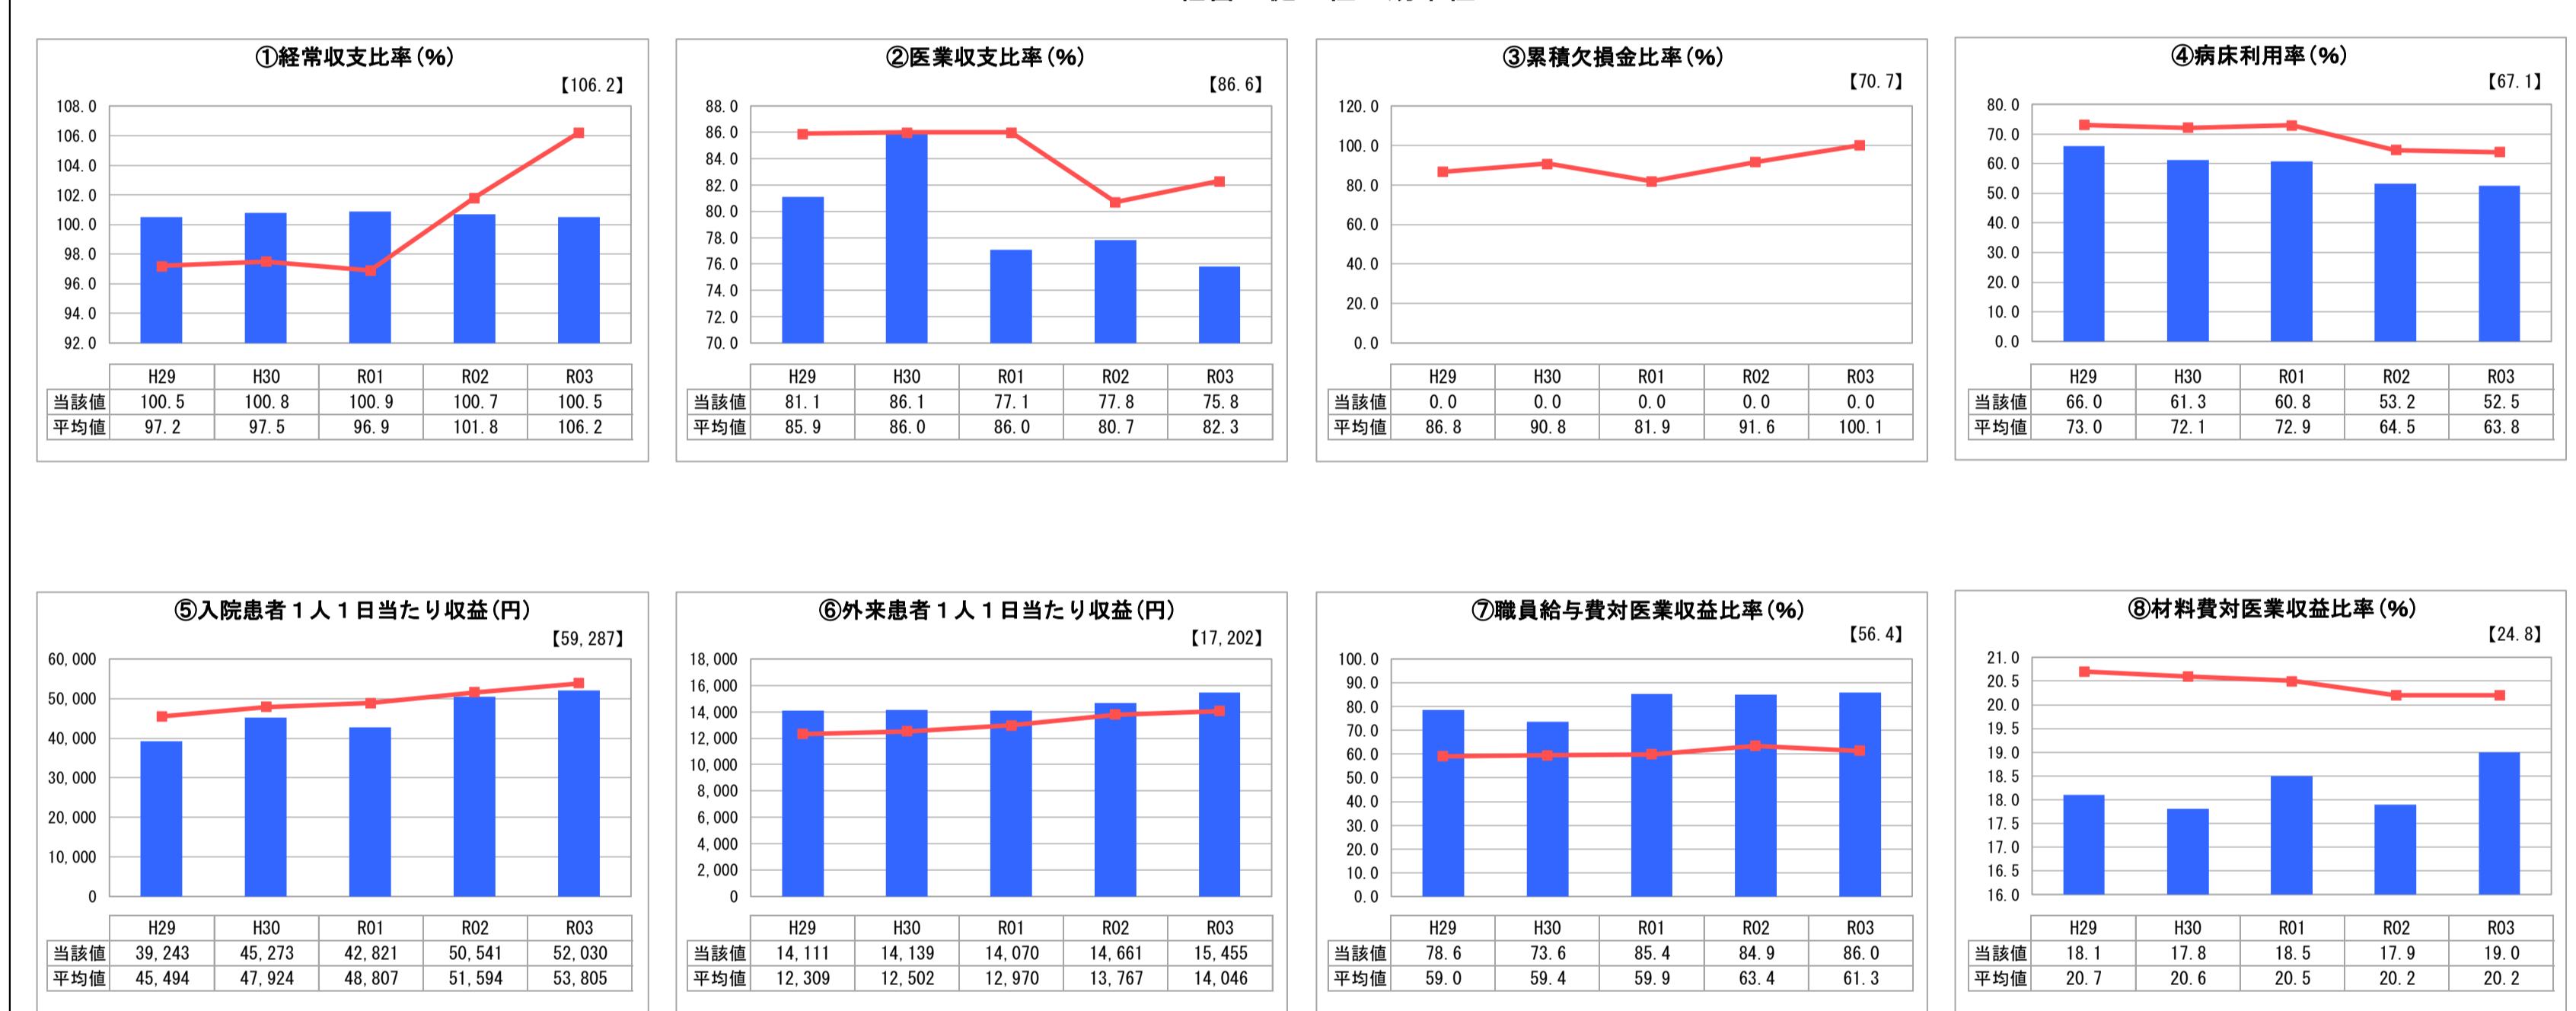 ①経常収支比率(%)
【106.2】
108.0
106.0
104.0
102.0
100.0
98.0
96.0
94.0
92.0
H29 H30 R01 R02 R03
当該値 100.5 100.8 100.9 100.7 100.5
平均値 97.2 97.5 96.9 101.8 106.2
②医業収支比率(%)
【86.6】
88.0
86.0
84.0
82.0
80.0
78.0
76.0
74.0
72.0
70.0
H29 H30 R01 R02 R03
当該値 81.1 86.1 77.1 77.8 75.8
平均値 85.9 86.0 86.0 80.7 82.3
③累積欠損金比率(%)
【70.7】
120.0
100.0
80.0
60.0
40.0
20.0
0.0
H29 H30 R01 R02 R03
当該値 0.0 0.0 0.0 0.0 0.0
平均値 86.8 90.8 81.9 91.6 100.1
④病床利用率(%)
【67.1】
80.0
70.0
60.0
50.0
40.0
30.0
20.0
10.0
0.0
H29 H30 R01 R02 R03
当該値 66.0 61.3 60.8 53.2 52.5
平均値 73.0 72.1 72.9 64.5 63.8
⑤入院患者１人１日当たり収益(円)
【59,287】
60,000
50,000
40,000
30,000
20,000
10,000
0
H29 H30 R01 R02 R03
当該値 39,243 45,273 42,821 50,541 52,030
平均値 45,494 47,924 48,807 51,594 53,805
⑥外来患者１人１日当たり収益(円)
【17,202】
18,000
16,000
14,000
12,000
10,000
8,000
6,000
4,000
2,000
0
H29 H30 R01 R02 R03
当該値 14,111 14,139 14,070 14,661 15,455
平均値 12,309 12,502 12,970 13,767 14,046
⑦職員給与費対医業収益比率(%)
【56.4】
100.0
90.0
80.0
70.0
60.0
50.0
40.0
30.0
20.0
10.0
0.0
H29 H30 R01 R02 R03
当該値 78.6 73.6 85.4 84.9 86.0
平均値 59.0 59.4 59.9 63.4 61.3
⑧材料費対医業収益比率(%)
【24.8】
21.0
20.5
20.0
19.5
19.0
18.5
18.0
17.5
17.0
16.5
16.0
H29 H30 R01 R02 R03
当該値 18.1 17.8 18.5 17.9 19.0
平均値 20.7 20.6 20.5 20.2 20.2